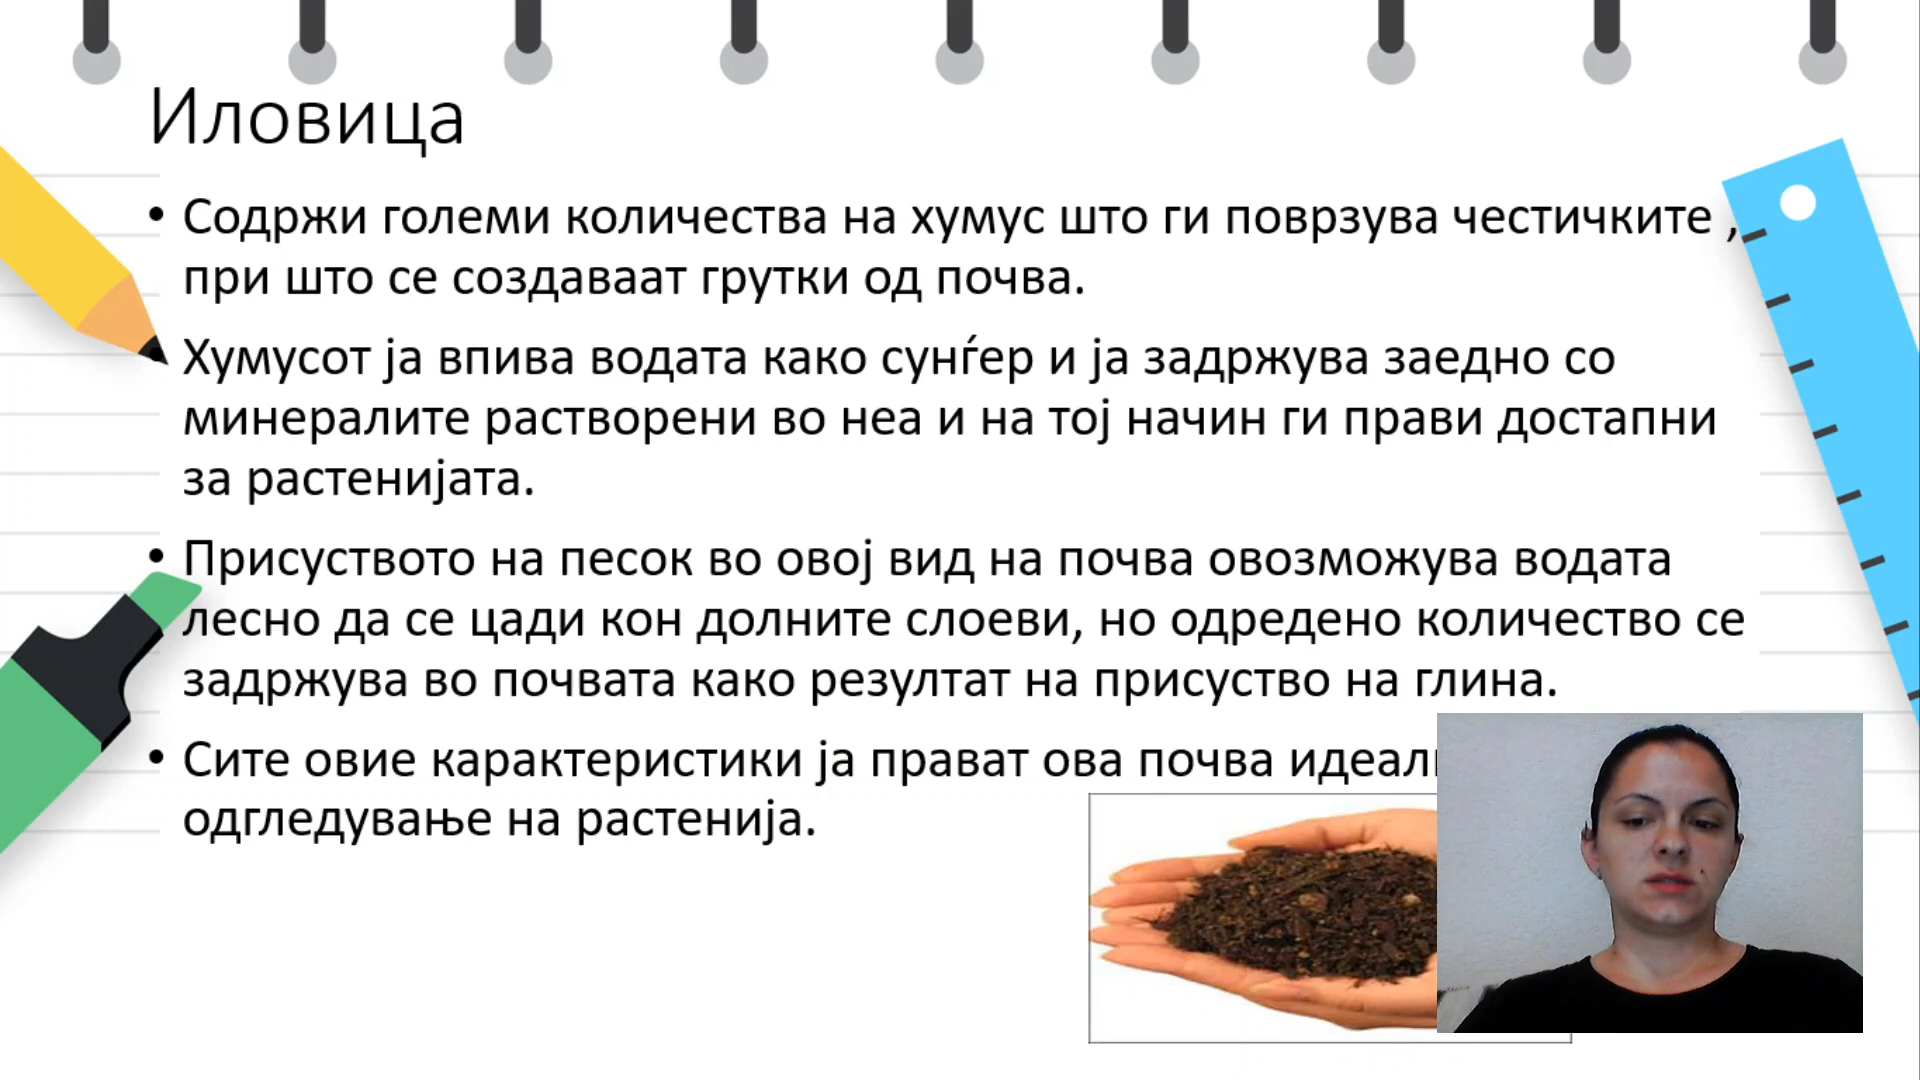 Иловица
• Содржи големи количества на хумус што ги поврзува честичките ,
при што се создаваат грутки од почва.
• Хумусот ја впива водата како сунѓер и ја задржува заедно со
минералите растворени во неа и на тој начин ги прави достапни
за растенијата.
• Присуството на песок во овој вид на почва овозможува водата
лесно да се цади кон долните слоеви, но одредено количество се
задржува во почвата како резултат на присуство на глина.
• Сите овие карактеристики ја прават ова почва
одгледување на растенија.